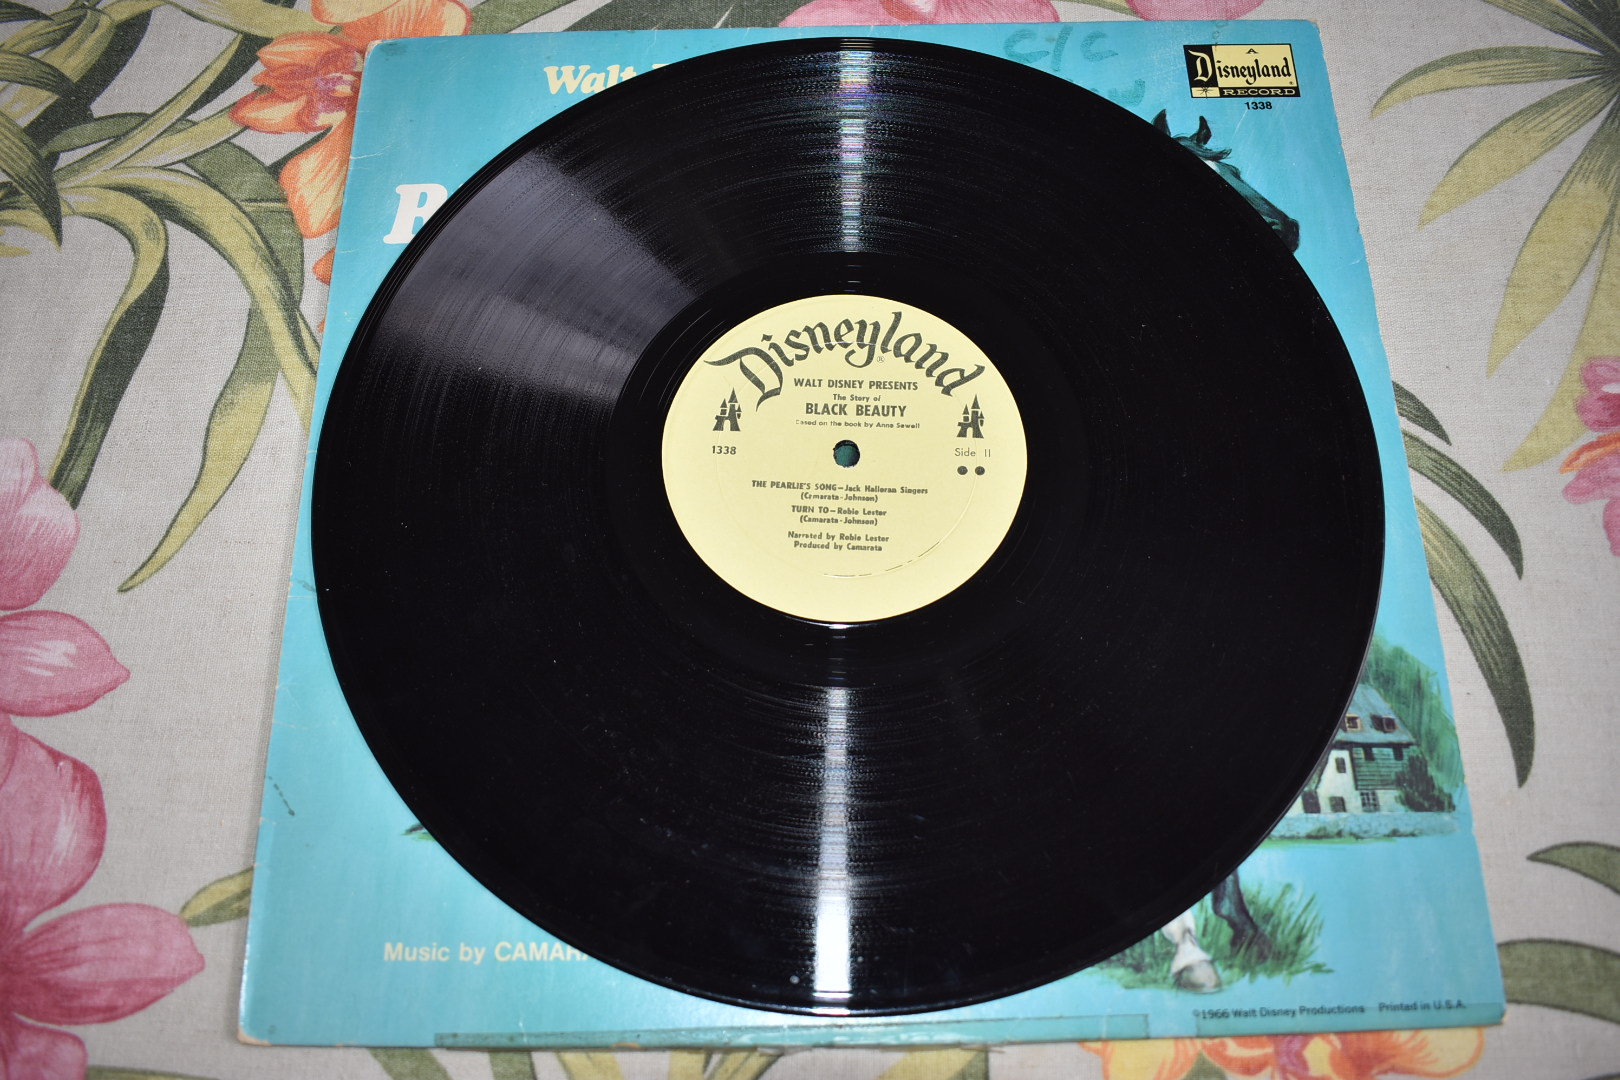 Walt
C/C
A
Disneyland
RECORD
1338
Disneyland
WALT DISNEY PRESENTS
The Story of
BLACK BEAUTY
Based on the book by Anna Sewell
1338
Side II
THE PEARLIE'S SONG—Jack Halloran Singers
(Camarata-Johnson)
TURN TO—Robie Lester
(Camarata-Johnson)
Narrated by Robie Lester
Produced by Camarata
Music by CAMARA
©1966 Walt Disney Productions Printed in U.S.A.